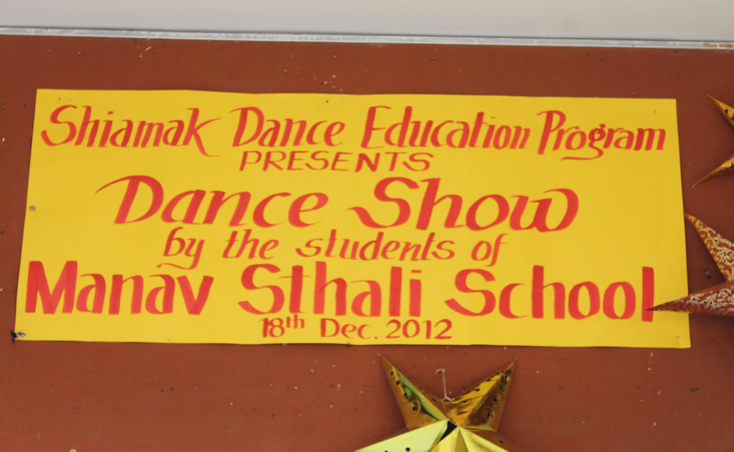 Shiamak Dance Education Program
PRESENTS
Dance Show
by the students of
Manav Sthali School
18th Dec. 2012